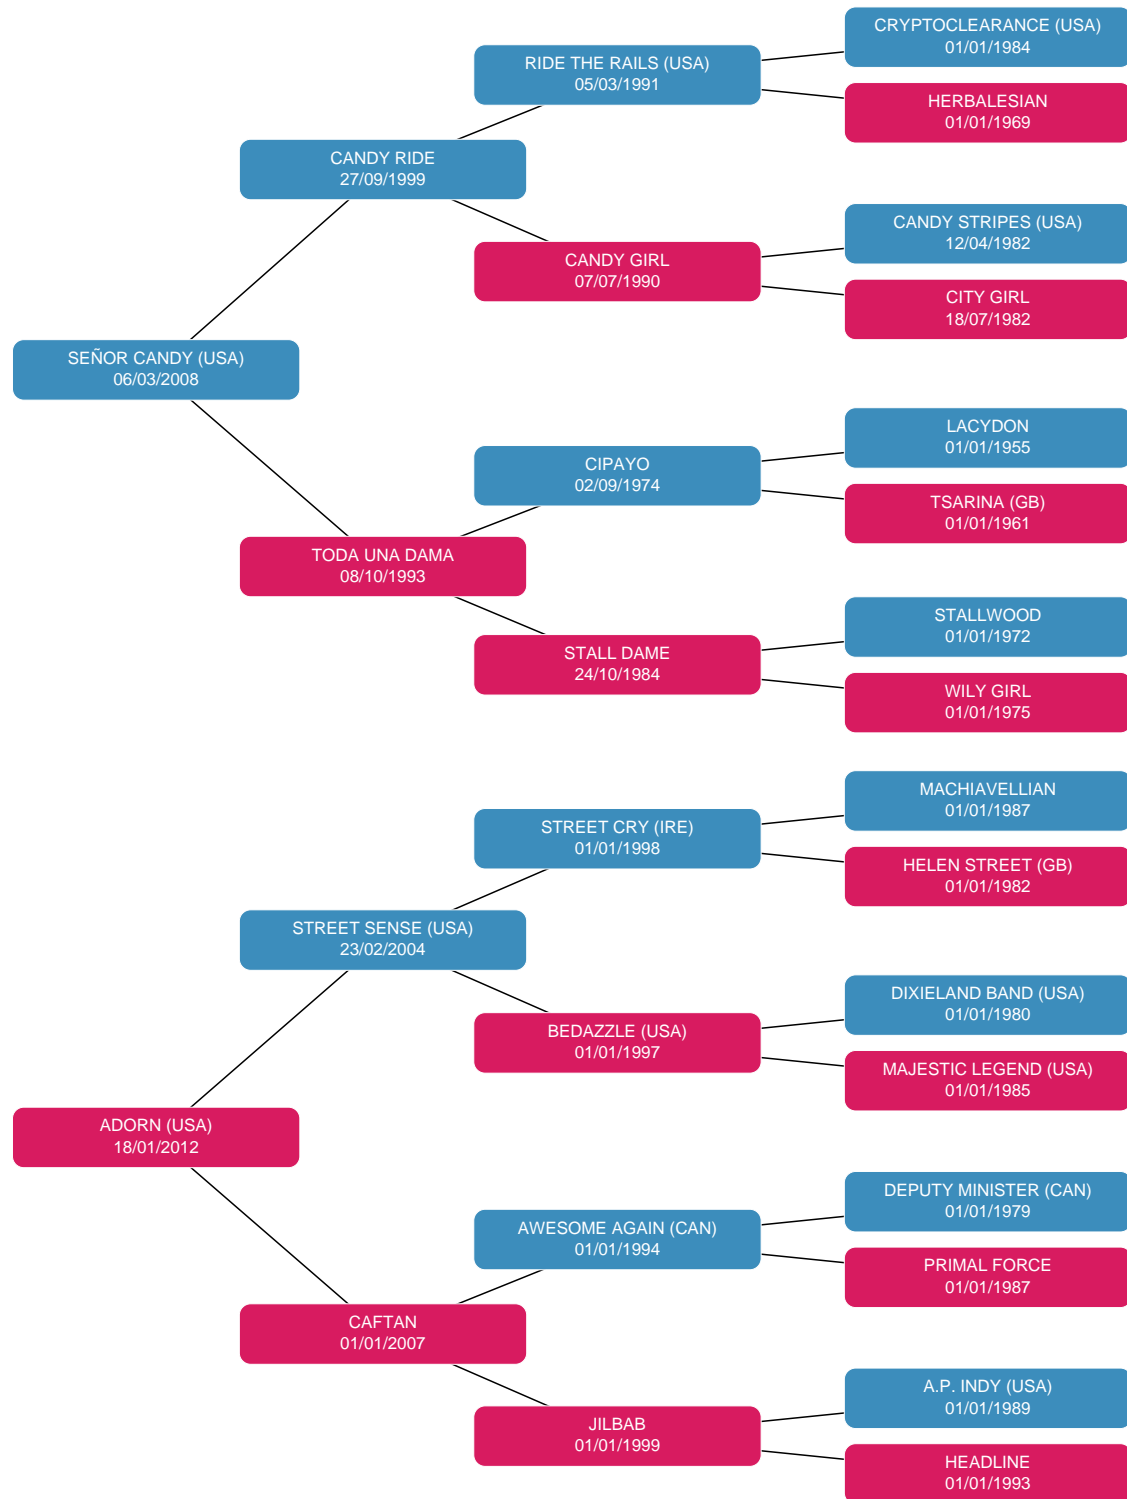 CRYPTOCLEARANCE (USA)
01/01/1984
RIDE THE RAILS (USA)
05/03/1991
HERBALESIAN
01/01/1969
CANDY RIDE
27/09/1999
CANDY STRIPES (USA)
12/04/1982
CANDY GIRL
07/07/1990
CITY GIRL
18/07/1982
SEÑOR CANDY (USA)
06/03/2008
LACYDON
01/01/1955
CIPAYO
02/09/1974
TSARINA (GB)
01/01/1961
TODA UNA DAMA
08/10/1993
STALLWOOD
01/01/1972
STALL DAME
24/10/1984
WILY GIRL
01/01/1975
MACHIAVELLIAN
01/01/1987
STREET CRY (IRE)
01/01/1998
HELEN STREET (GB)
01/01/1982
STREET SENSE (USA)
23/02/2004
DIXIELAND BAND (USA)
01/01/1980
BEDAZZLE (USA)
01/01/1997
MAJESTIC LEGEND (USA)
01/01/1985
ADORN (USA)
18/01/2012
DEPUTY MINISTER (CAN)
01/01/1979
AWESOME AGAIN (CAN)
01/01/1994
PRIMAL FORCE
01/01/1987
CAFTAN
01/01/2007
A.P. INDY (USA)
01/01/1989
JILBAB
01/01/1999
HEADLINE
01/01/1993